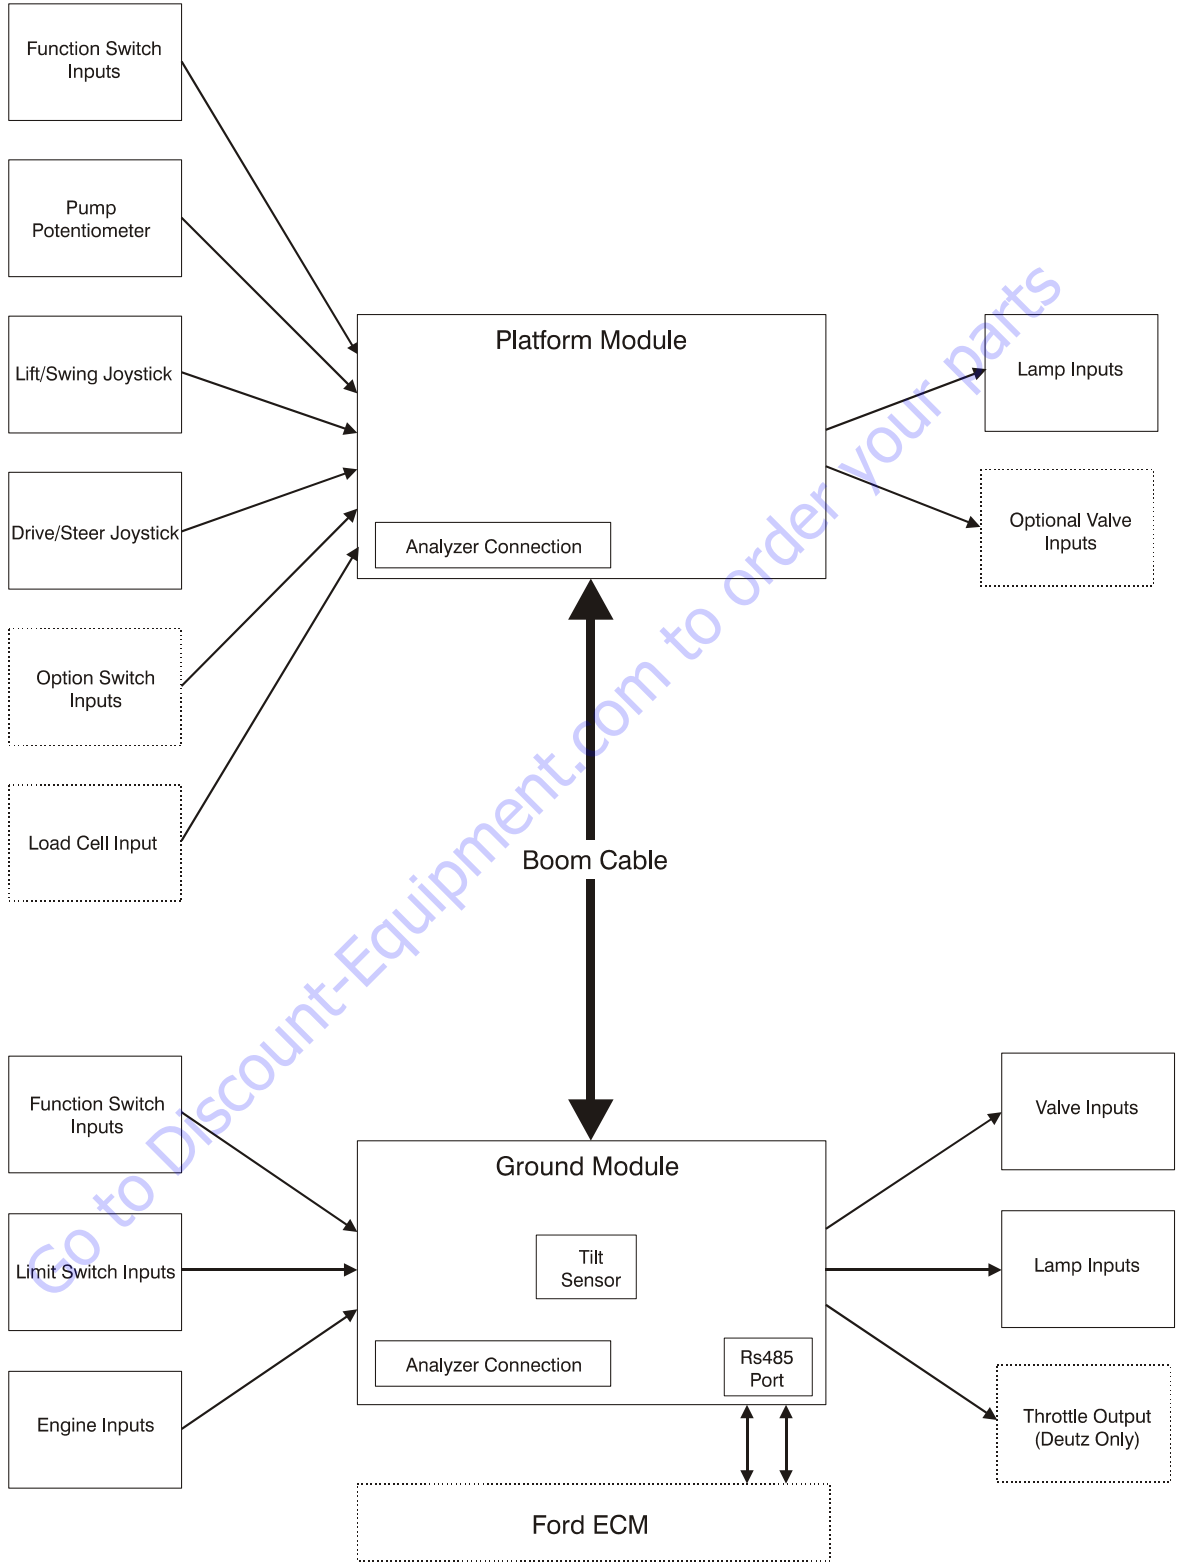 Function Switch
Inputs
Pump
Potentiometer
Lift/Swing Joystick
Drive/Steer Joystick
Option Switch
Inputs
Load Cell Input
Platform Module
Analyzer Connection
Lamp Inputs
Optional Valve
Inputs
Boom Cable
Function Switch
Inputs
Limit Switch Inputs
Engine Inputs
Ground Module
Tilt
Sensor
Analyzer Connection
Rs485
Port
Valve Inputs
Lamp Inputs
Throttle Output
(Deutz Only)
Ford ECM
Go to Discount-Equipment.com to order your parts